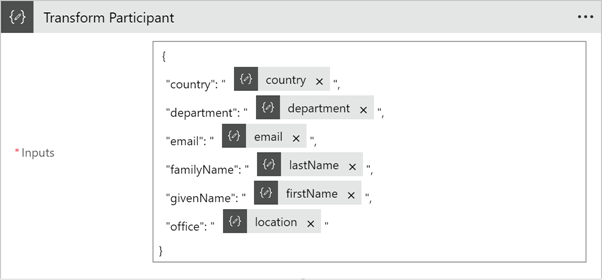 Transform Participant
{
"country": " country × ",
"department": " department × ",
"email": " email × ",
* Inputs
"familyName": " lastName × ",
"givenName": " firstName × ",
"office": " location × "
}